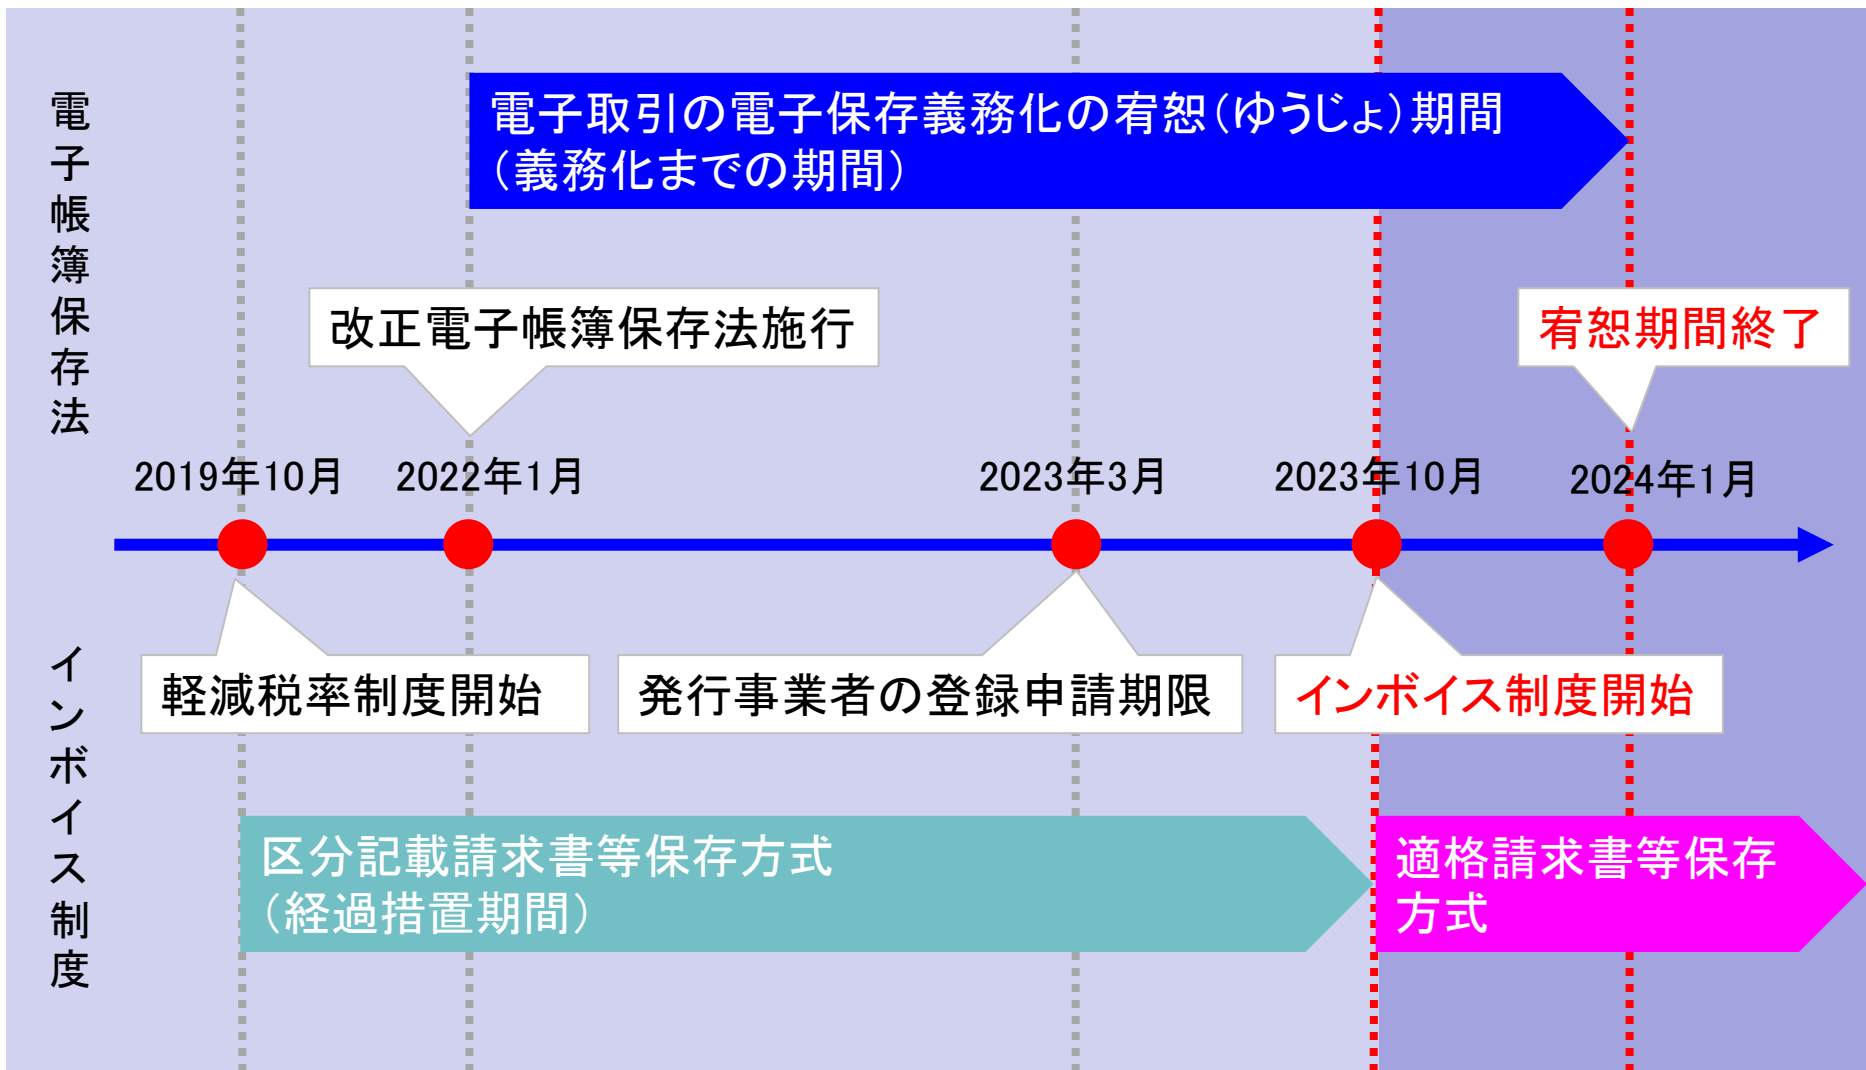 電子帳簿保存法
電子取引の電子保存義務化の宥恕(ゆうじょ)期間
(義務化までの期間)
改正電子帳簿保存法施行
宥恕期間終了
2019年10月
2022年1月
2023年3月
2023年10月
2024年1月
インボイス制度
軽減税率制度開始
発行事業者の登録申請期限
インボイス制度開始
区分記載請求書等保存方式
(経過措置期間)
適格請求書等保存
方式